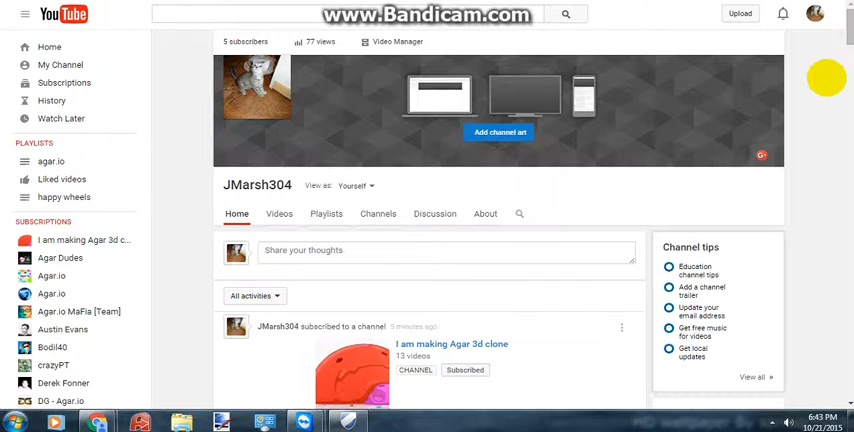 www.Bandicam.com
YouTube
Upload
Home
My Channel
Subscriptions
History
Watch Later
PLAYLISTS
agar.io
Liked videos
happy wheels
SUBSCRIPTIONS
I am making Agar 3d c...
Agar Dudes
Agar.io
Agar.io
Agar.io MaFia [Team]
Austin Evans
Bodil40
crazyPT
Derek Fonner
DG - Agar.io
5 subscribers
77 views
Video Manager
Add channel art
G+
JMarsh304
View as: Yourself
Home Videos Playlists Channels Discussion About
Share your thoughts
All activities
JMarsh304 subscribed to a channel 5 minutes ago
I am making Agar 3d clone
13 videos
CHANNEL Subscribed
Channel tips
Education
channel tips
Add a channel
trailer
Update your
email address
Get free music
for videos
Get local
updates
View all »
6:43 PM
10/21/2015